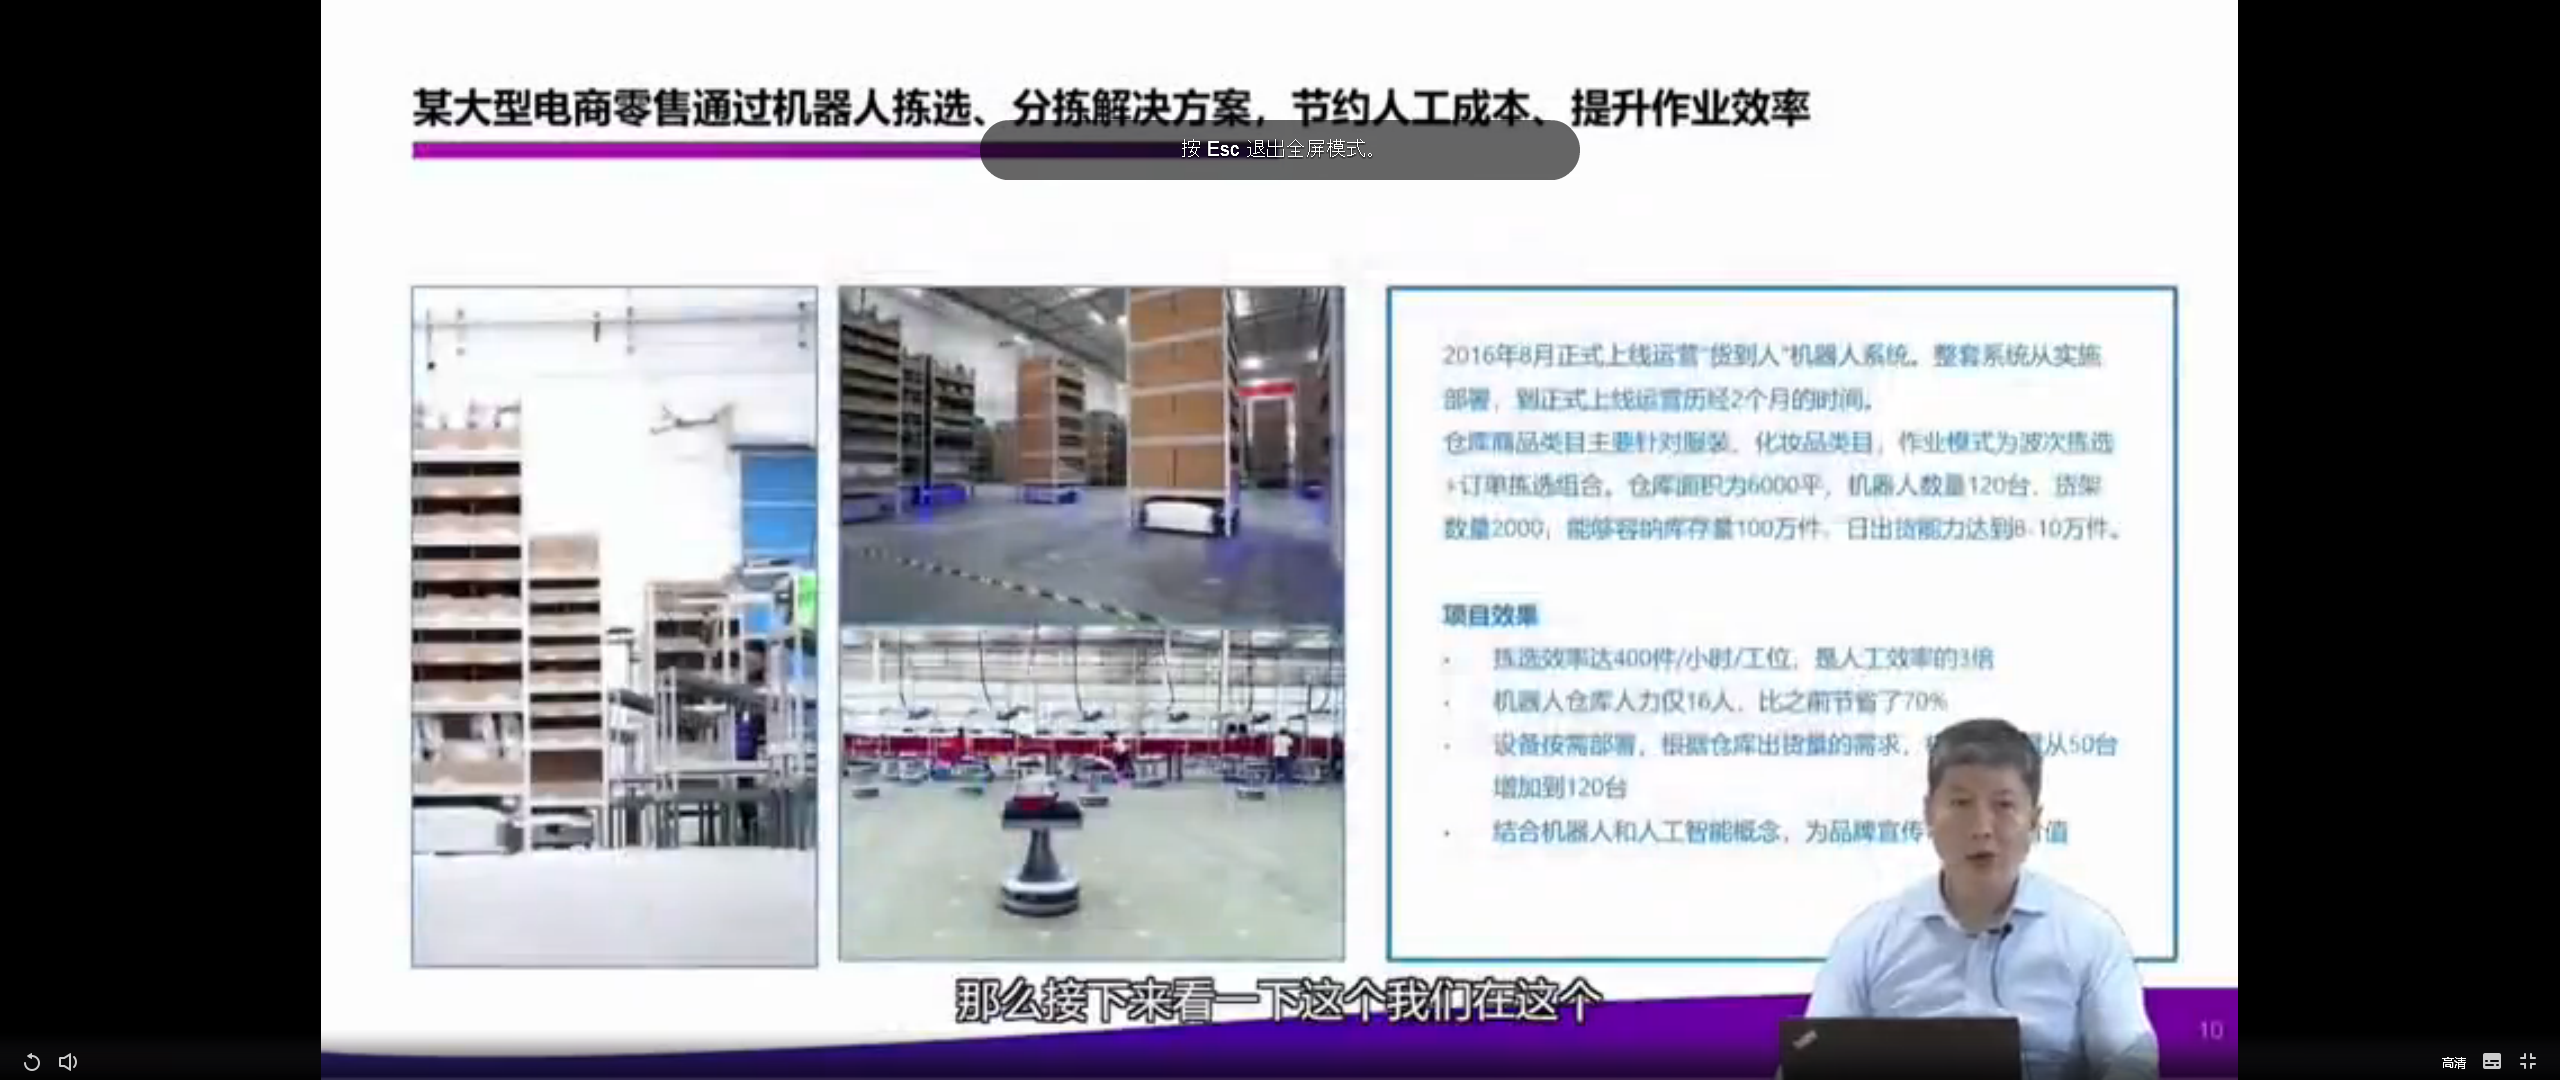 某大型电商零售通过机器人拣选、分拣解决方案，节约人工成本、提升作业效率
按 Esc 退出全屏模式。
2016年8月正式上线运营“货到人”机器人系统。整套系统从实施
部署，到正式上线运营历经2个月的时间。
仓库商品类目主要针对服装、化妆品类目，作业模式为波次拣选
+订单拣选组合。仓库面积为6000平，机器人数量120台、货架
数量2000，能够容纳库存量100万件、日出货能力达到8-10万件。
项目效果
• 拣选效率达400件/小时/工位，是人工效率的3倍
• 机器人仓库人力仅16人、比之前节省了70%
• 设备按需部署，根据仓库出货量的需求，从50台
增加到120台
• 结合机器人和人工智能概念，为品牌宣传 值
那么接下来看一下这个我们在这个
10
高清